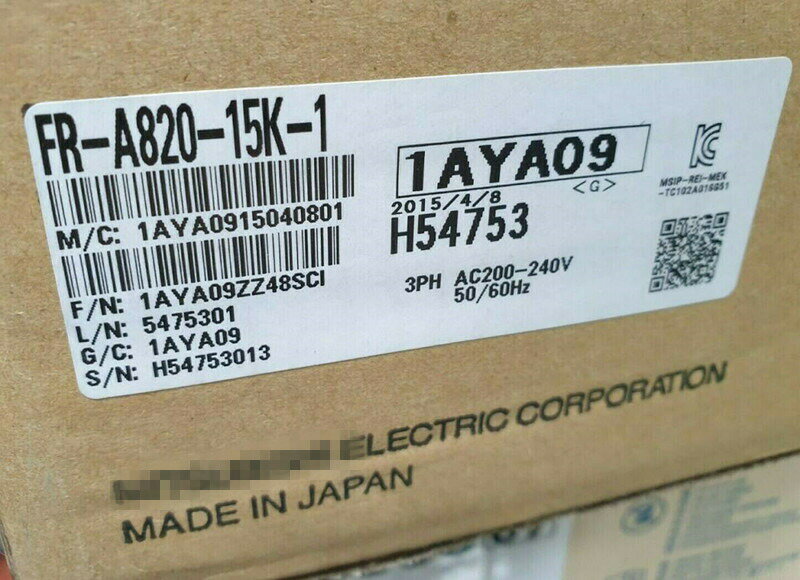 FR-A820-15K-1
M/C: 1AYA0915040801
F/N: 1AYA09ZZ48SCI
L/N: 5475301
G/C: 1AYA09
S/N: H54753013
1AYA09
<G>
2015/4/8
H54753
3PH AC200-240V
50/60Hz
MSIP-REI-MEK
-TC102A016G51
ELECTRIC CORPORATION
MADE IN JAPAN